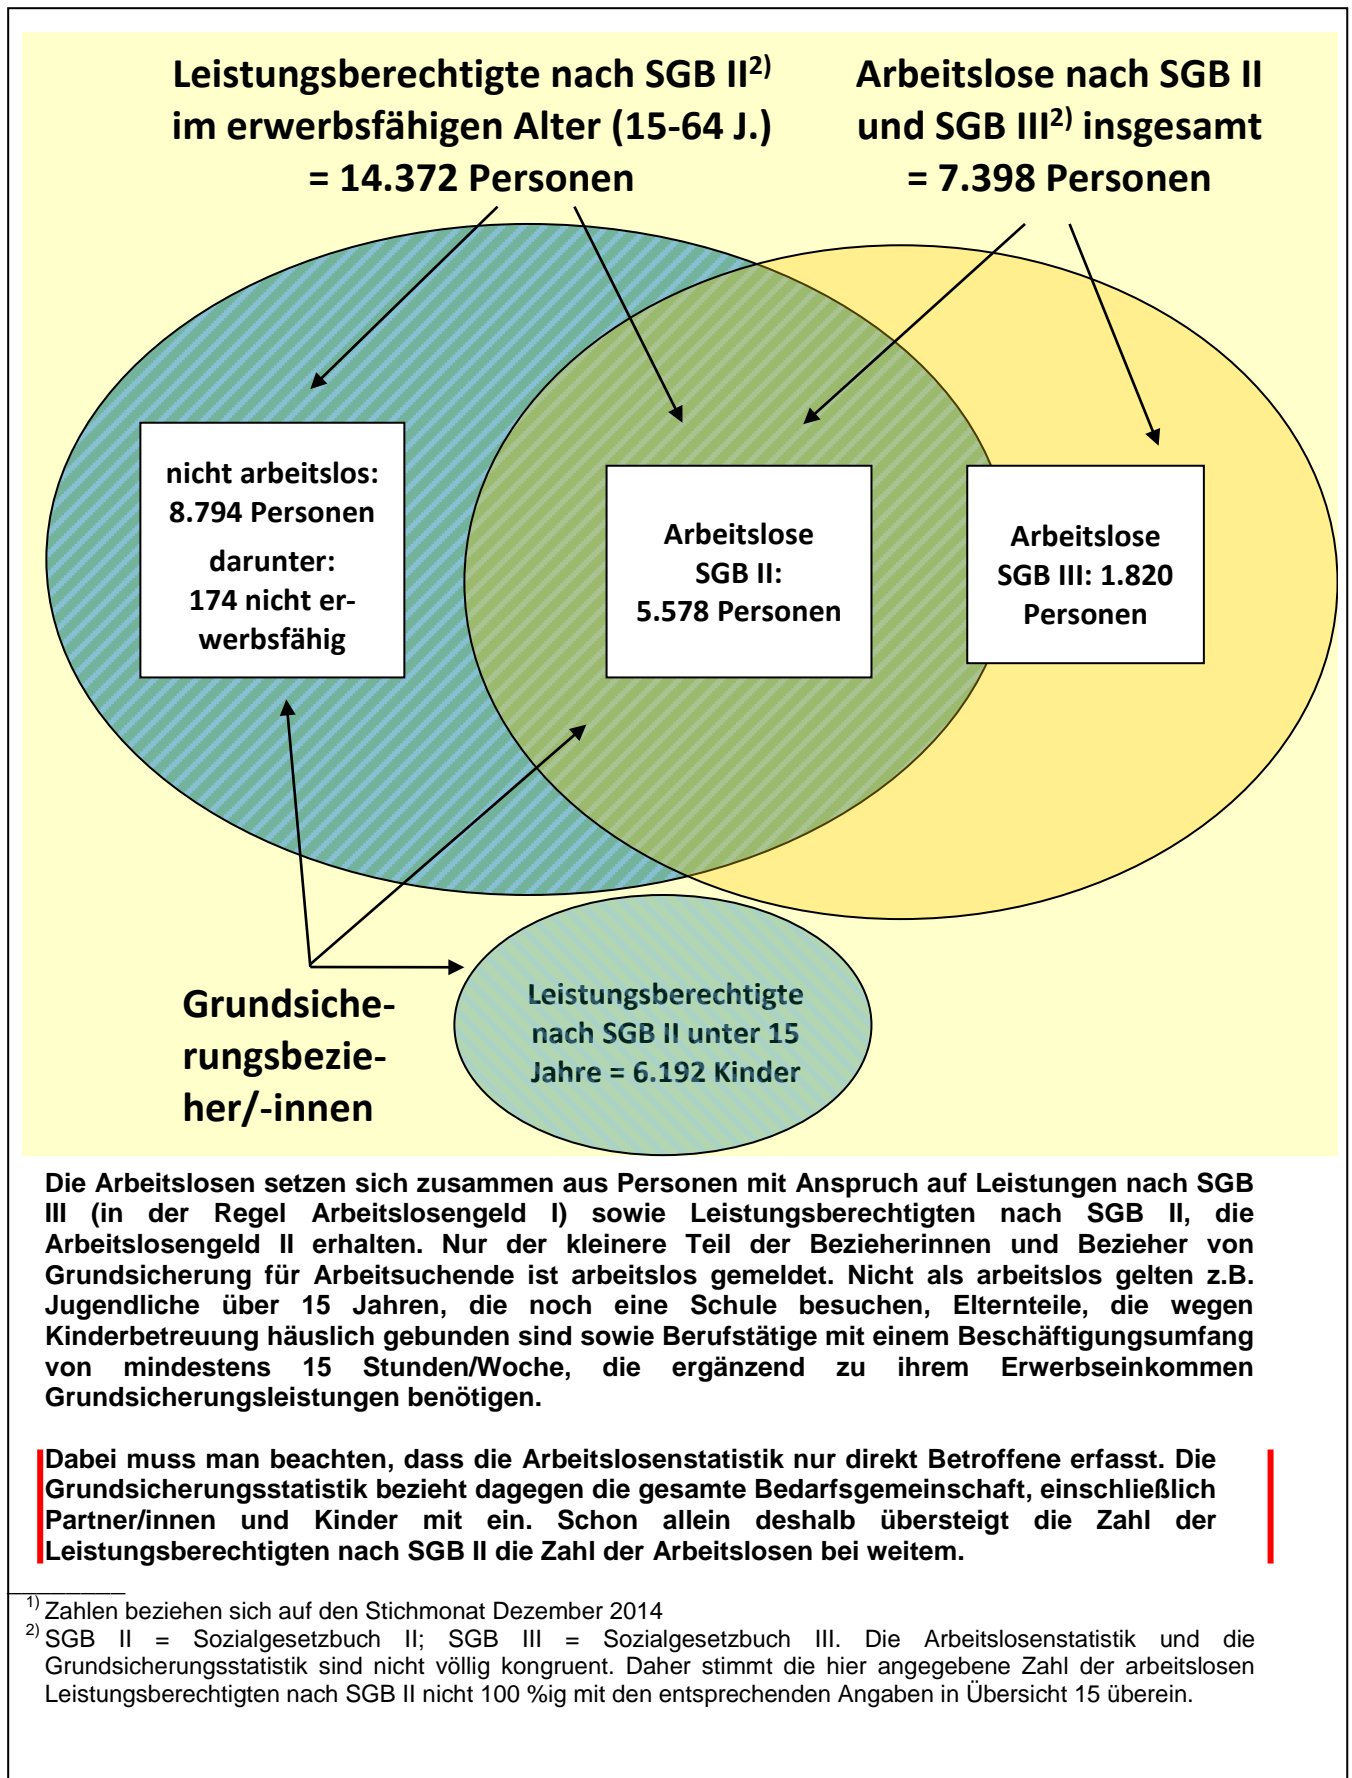 Leistungsberechtigte nach SGB II2)
im erwerbsfähigen Alter (15-64 J.)
= 14.372 Personen
Arbeitslose nach SGB II
und SGB III2) insgesamt
= 7.398 Personen
nicht arbeitslos:
8.794 Personen
darunter:
174 nicht er-
werbsfähig
Arbeitslose
SGB II:
5.578 Personen
Arbeitslose
SGB III: 1.820
Personen
Grundsiche-
rungsbezie-
her/-innen
Leistungsberechtigte
nach SGB II unter 15
Jahre = 6.192 Kinder
Die Arbeitslosen setzen sich zusammen aus Personen mit Anspruch auf Leistungen nach SGB
III (in der Regel Arbeitslosengeld I) sowie Leistungsberechtigten nach SGB II, die
Arbeitslosengeld II erhalten. Nur der kleinere Teil der Bezieherinnen und Bezieher von
Grundsicherung für Arbeitsuchende ist arbeitslos gemeldet. Nicht als arbeitslos gelten z.B.
Jugendliche über 15 Jahren, die noch eine Schule besuchen, Elternteile, die wegen
Kinderbetreuung häuslich gebunden sind sowie Berufstätige mit einem Beschäftigungsumfang
von mindestens 15 Stunden/Woche, die ergänzend zu ihrem Erwerbseinkommen
Grundsicherungsleistungen benötigen.
Dabei muss man beachten, dass die Arbeitslosenstatistik nur direkt Betroffene erfasst. Die
Grundsicherungsstatistik bezieht dagegen die gesamte Bedarfsgemeinschaft, einschließlich
Partner/innen und Kinder mit ein. Schon allein deshalb übersteigt die Zahl der
Leistungsberechtigten nach SGB II die Zahl der Arbeitslosen bei weitem.
1) Zahlen beziehen sich auf den Stichmonat Dezember 2014
2) SGB II = Sozialgesetzbuch II; SGB III = Sozialgesetzbuch III. Die Arbeitslosenstatistik und die
Grundsicherungsstatistik sind nicht völlig kongruent. Daher stimmt die hier angegebene Zahl der arbeitslosen
Leistungsberechtigten nach SGB II nicht 100 %ig mit den entsprechenden Angaben in Übersicht 15 überein.